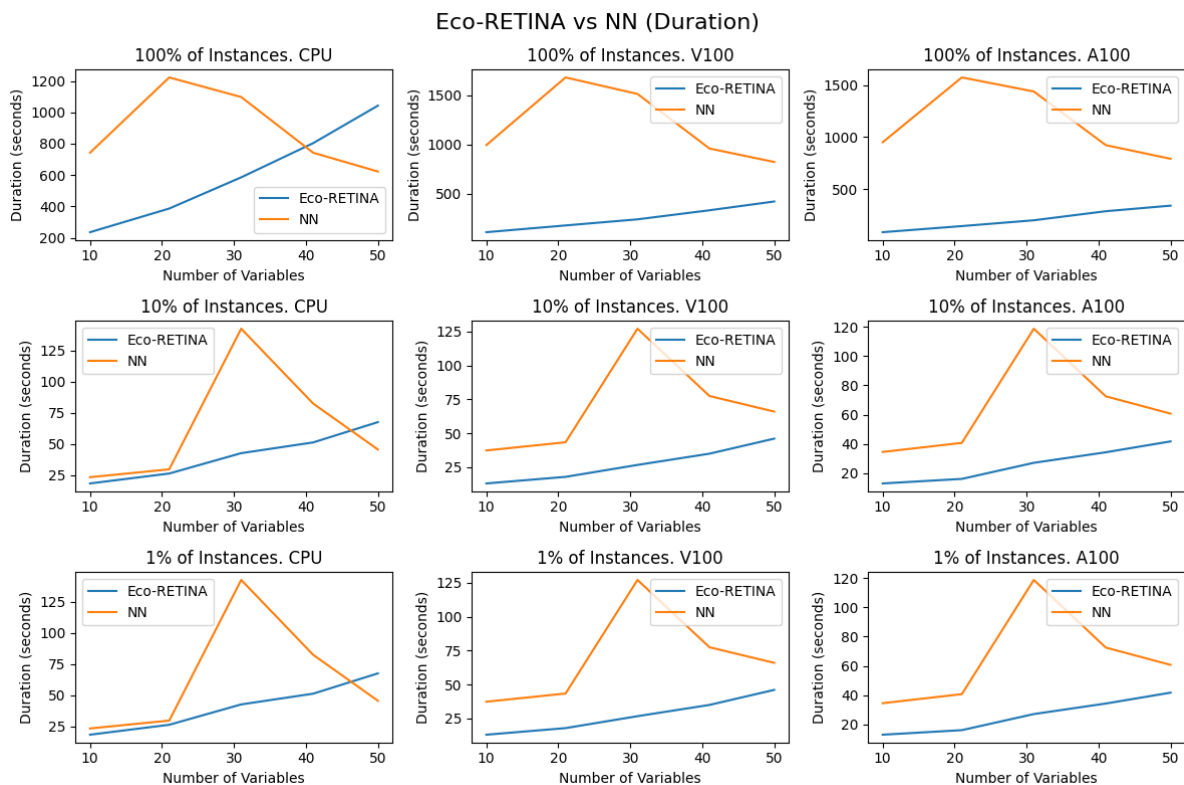 Eco-RETINA vs NN (Duration)
100% of Instances. CPU
Duration (seconds)
1200
1000
800
600
400
200
Eco-RETINA
NN
10 20 30 40 50
Number of Variables
100% of Instances. V100
Duration (seconds)
1500
1000
500
Eco-RETINA
NN
10 20 30 40 50
Number of Variables
100% of Instances. A100
Duration (seconds)
1500
1000
500
Eco-RETINA
NN
10 20 30 40 50
Number of Variables
10% of Instances. CPU
Duration (seconds)
125
100
75
50
25
Eco-RETINA
NN
10 20 30 40 50
Number of Variables
10% of Instances. V100
Duration (seconds)
125
100
75
50
25
Eco-RETINA
NN
10 20 30 40 50
Number of Variables
10% of Instances. A100
Duration (seconds)
120
100
80
60
40
20
Eco-RETINA
NN
10 20 30 40 50
Number of Variables
1% of Instances. CPU
Duration (seconds)
125
100
75
50
25
Eco-RETINA
NN
10 20 30 40 50
Number of Variables
1% of Instances. V100
Duration (seconds)
125
100
75
50
25
Eco-RETINA
NN
10 20 30 40 50
Number of Variables
1% of Instances. A100
Duration (seconds)
120
100
80
60
40
20
Eco-RETINA
NN
10 20 30 40 50
Number of Variables